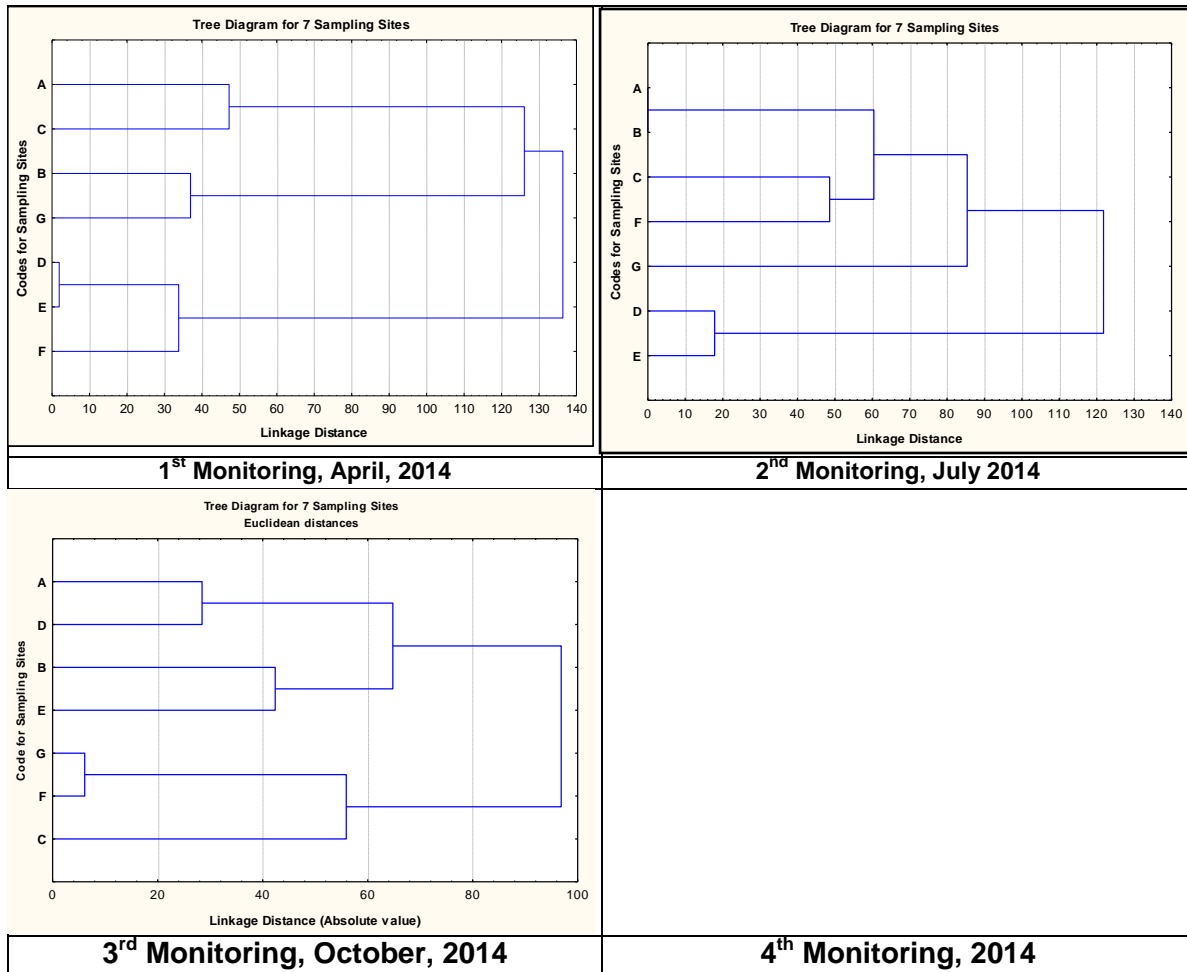 Tree Diagram for 7 Sampling Sites
Codes for Sampling Sites
A
C
B
G
D
E
F
0 10 20 30 40 50 60 70 80 90 100 110 120 130 140
Linkage Distance
1st Monitoring, April, 2014
Tree Diagram for 7 Sampling Sites
Codes for Sampling Sites
A
B
C
F
G
D
E
0 10 20 30 40 50 60 70 80 90 100 110 120 130 140
Linkage Distance
2nd Monitoring, July 2014
Tree Diagram for 7 Sampling Sites
Euclidean distances
Code for Sampling Sites
A
D
B
E
G
F
C
0 20 40 60 80 100
Linkage Distance (Absolute value)
3rd Monitoring, October, 2014
4th Monitoring, 2014